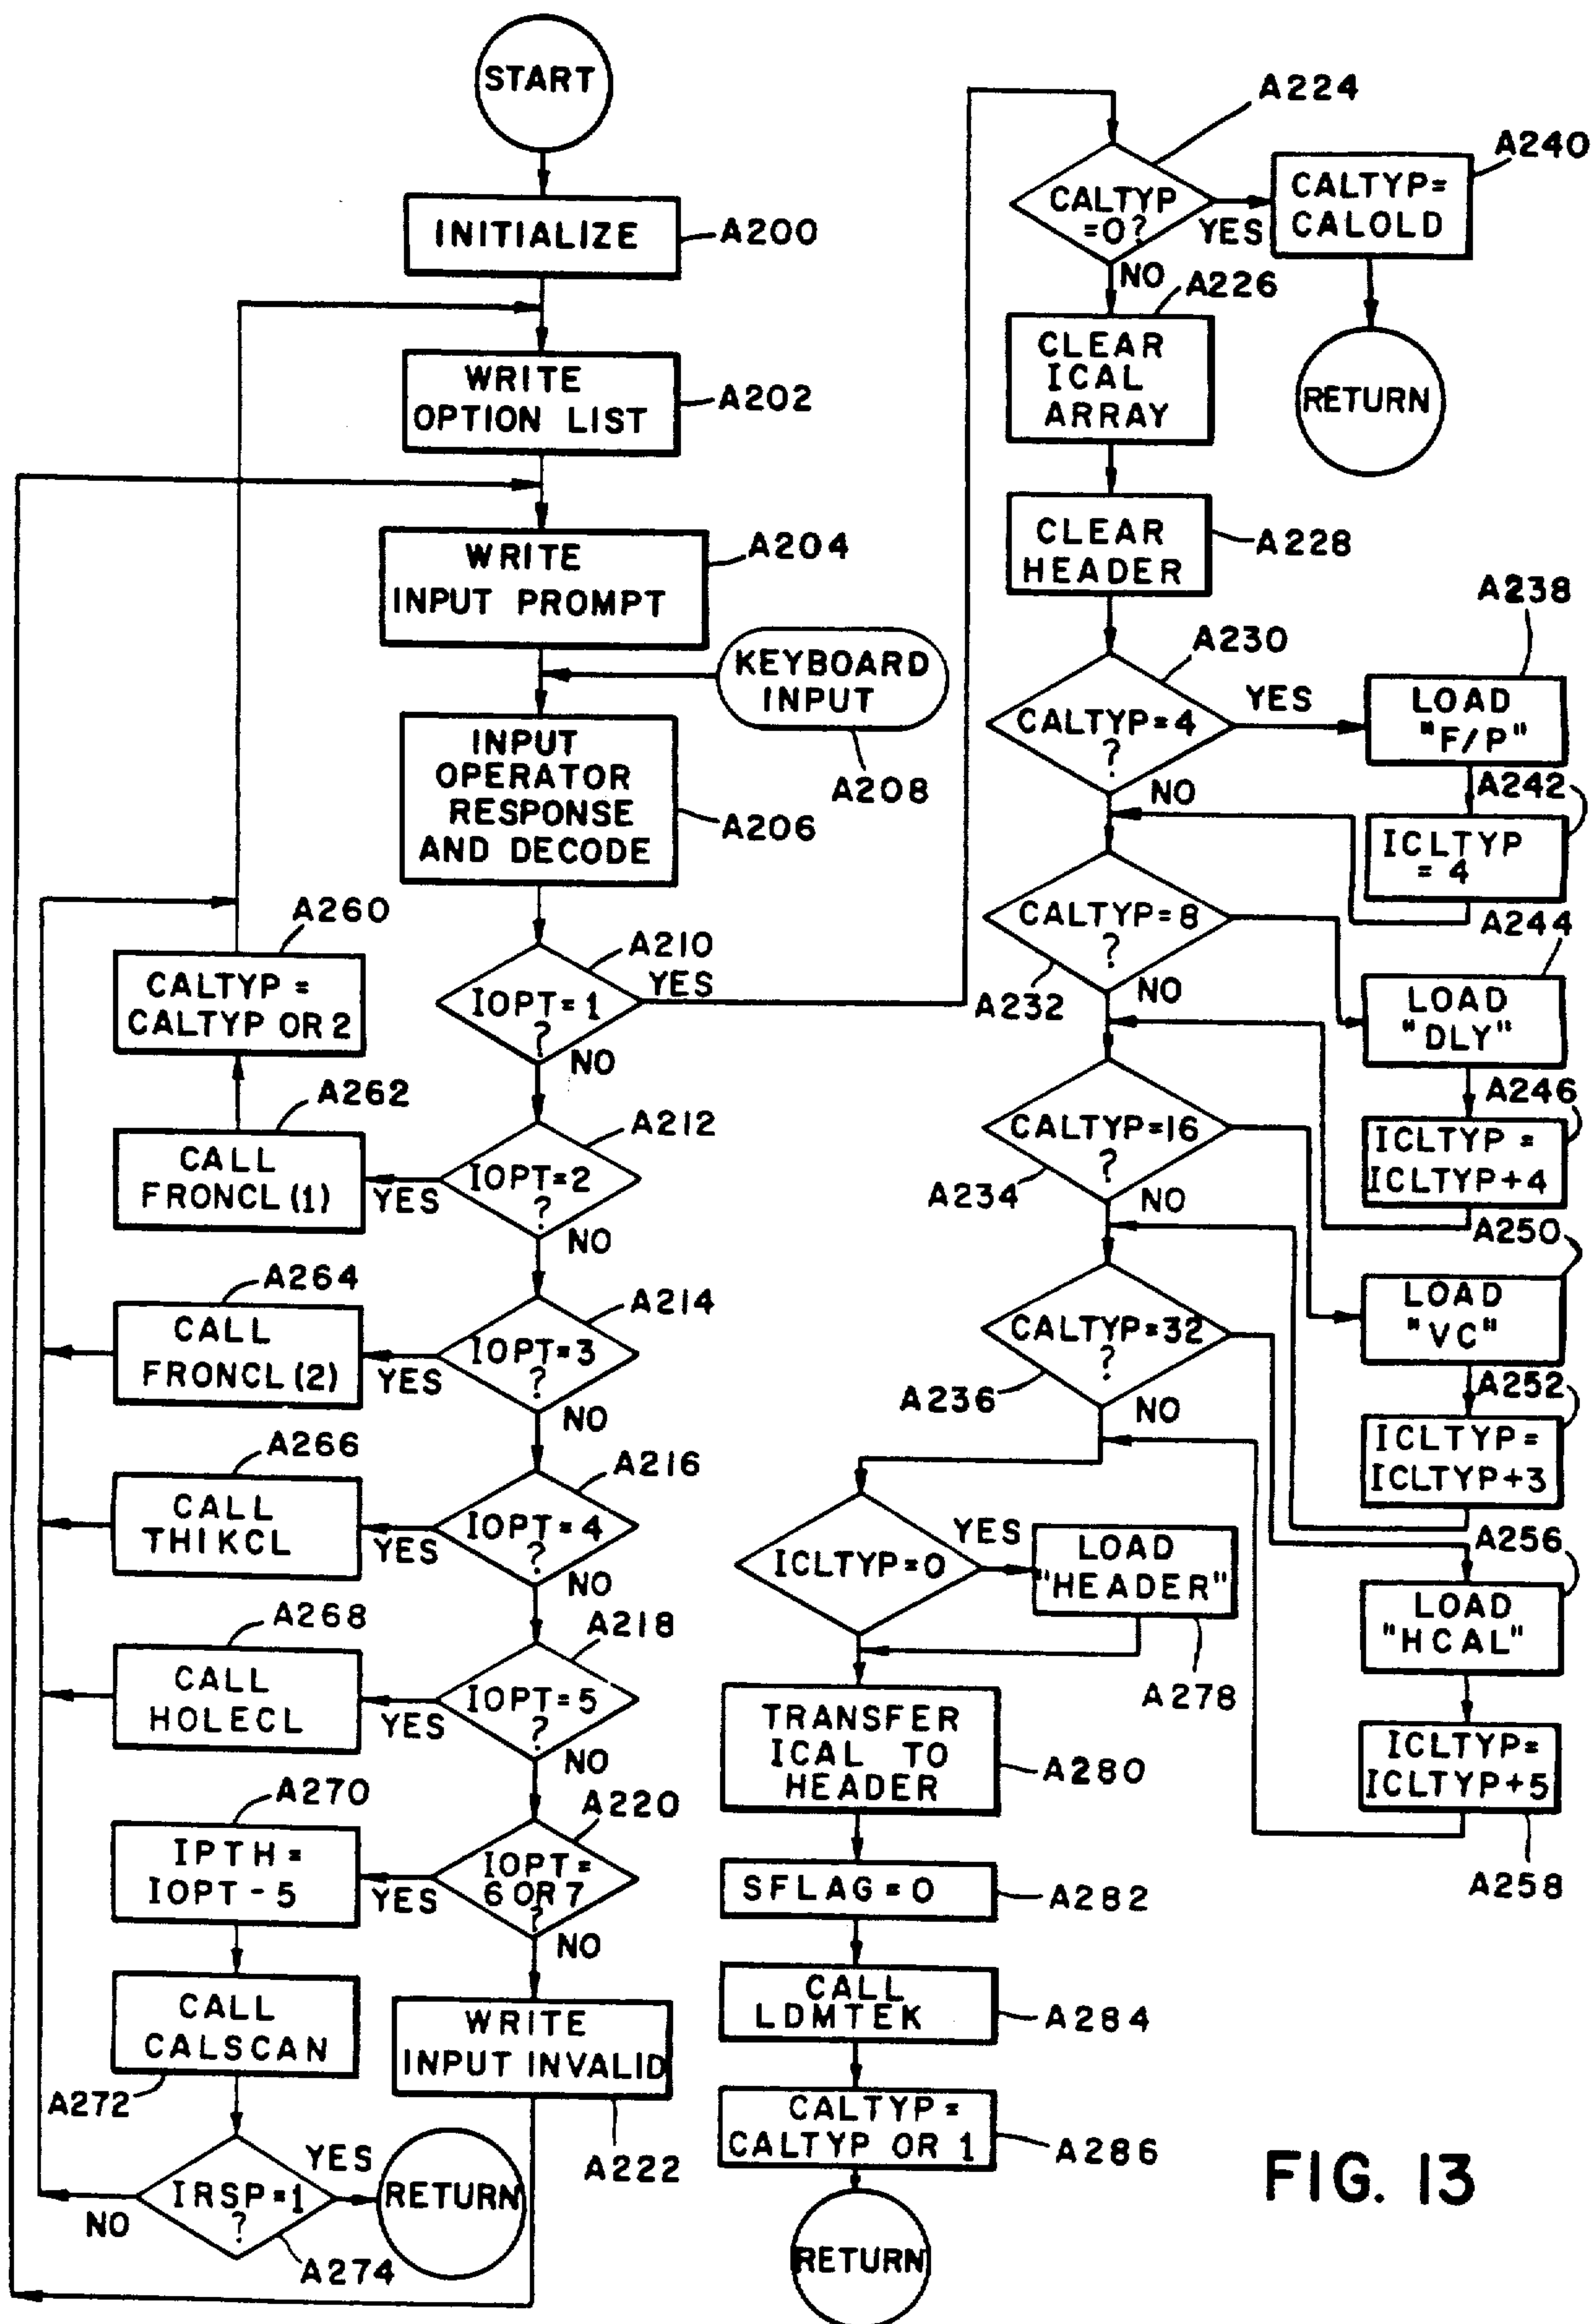 START
INITIALIZE
A200
WRITE
OPTION LIST
A202
WRITE
INPUT PROMPT
A204
KEYBOARD
INPUT
A208
INPUT
OPERATOR
RESPONSE
AND DECODE
A206
A210
IOPT=1
?
YES
NO
A260
CALTYP =
CALTYP OR 2
A262
CALL
FRONCL (1)
YES
A212
IOPT=2
?
NO
A264
CALL
FRONCL (2)
YES
A214
IOPT=3
?
NO
A266
CALL
THIKCL
YES
A216
IOPT=4
?
NO
A268
CALL
HOLECL
YES
A218
IOPT=5
?
NO
A270
IPTH =
IOPT - 5
YES
A220
IOPT=
6 OR 7
?
NO
CALL
CALSCAN
A272
WRITE
INPUT INVALID
A222
IRSP=1
?
YES
NO
A274
RETURN
A224
CALTYP
=0?
YES
NO
A240
CALTYP=
CALOLD
RETURN
A226
CLEAR
ICAL
ARRAY
CLEAR
HEADER
A228
A230
CALTYP=4
?
YES
NO
A238
LOAD
"F/P"
A242
ICLTYP
= 4
CALTYP=8
?
A232
NO
A244
LOAD
"DLY"
A246
ICLTYP =
ICLTYP+4
CALTYP=16
?
A234
NO
A250
LOAD
"VC"
A252
ICLTYP=
ICLTYP+3
CALTYP=32
?
A236
NO
A256
LOAD
"HCAL"
ICLTYP=
ICLTYP+5
A258
ICLTYP=0
YES
LOAD
"HEADER"
A278
TRANSFER
ICAL TO
HEADER
A280
SFLAG=0
A282
CALL
LDMTEK
A284
CALTYP=
CALTYP OR 1
A286
RETURN
FIG. 13